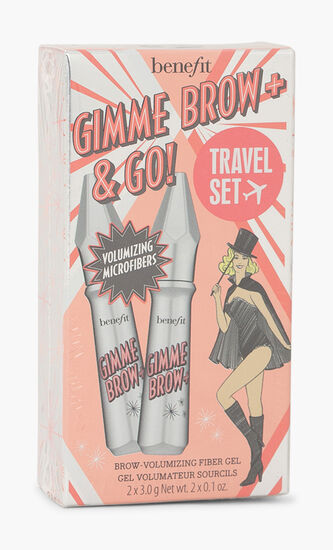 benefit
GIMME BROW+
& GO!
TRAVEL
SET
VOLUMIZING
MICROFIBERS
benefit
GIMME
BROW+
benefit
GIMME
BROW+
BROW-VOLUMIZING FIBER GEL
GEL VOLUMATEUR SOURCILS
2 x 3.0 g Net wt. 2 x 0.1 oz.